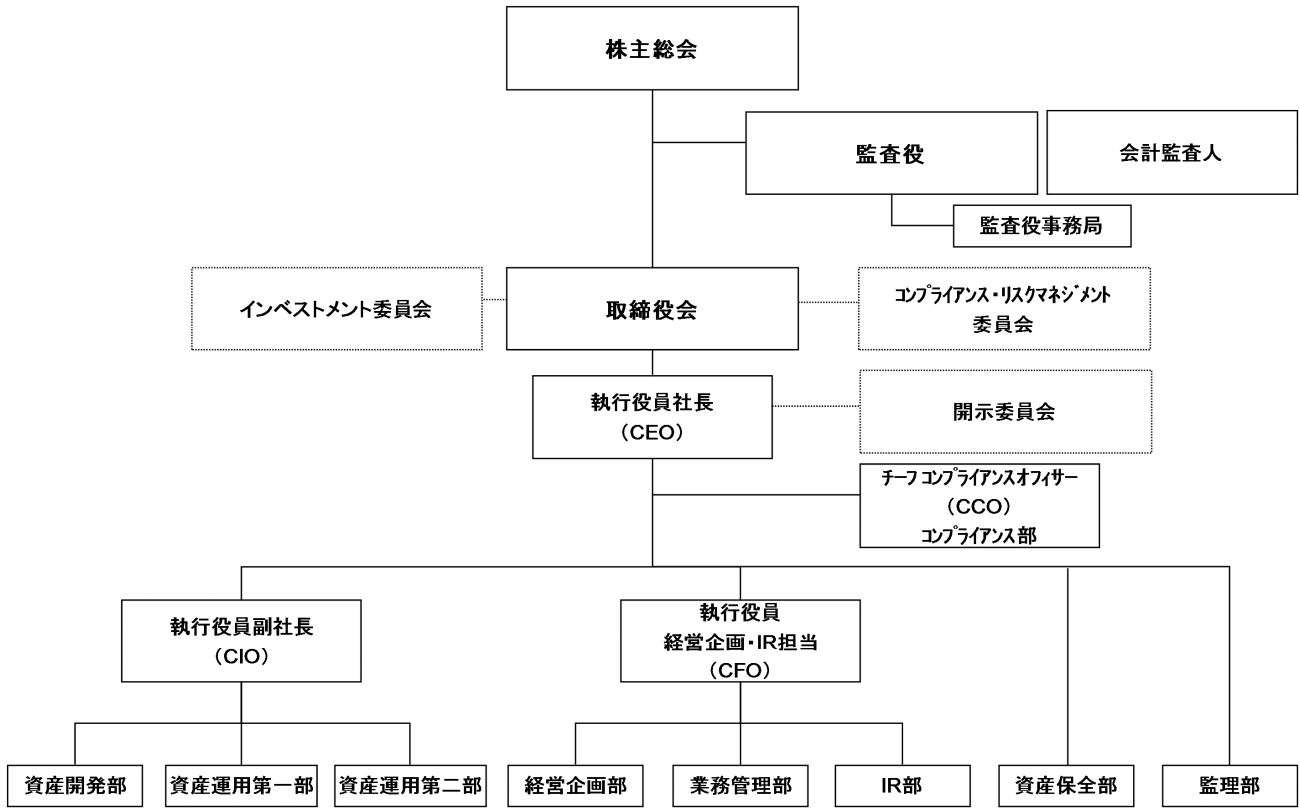 株主総会
監査役
会計監査人
監査役事務局
インベストメント委員会
取締役会
ｺﾝﾌﾟﾗｲｱﾝｽ・ﾘｽｸﾏﾈｼﾞﾒﾝﾄ
委員会
執行役員社長
（CEO）
開示委員会
ﾁｰﾌ ｺﾝﾌﾟﾗｲｱﾝｽｵﾌｨｻｰ
（CCO）
ｺﾝﾌﾟﾗｲｱﾝｽ部
執行役員副社長
（CIO）
執行役員
経営企画・IR担当
（CFO）
資産開発部
資産運用第一部
資産運用第二部
経営企画部
業務管理部
IR部
資産保全部
監理部